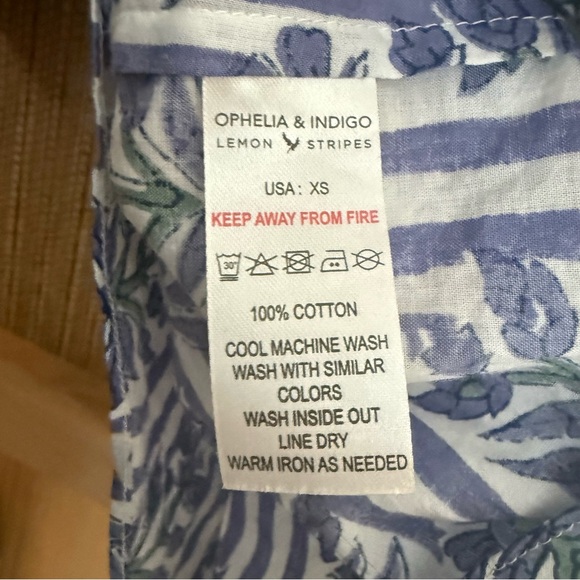 OPHELIA & INDIGO
LEMON STRIPES
USA: XS
KEEP AWAY FROM FIRE
30°
100% COTTON
COOL MACHINE WASH
WASH WITH SIMILAR
COLORS
WASH INSIDE OUT
LINE DRY
WARM IRON AS NEEDED